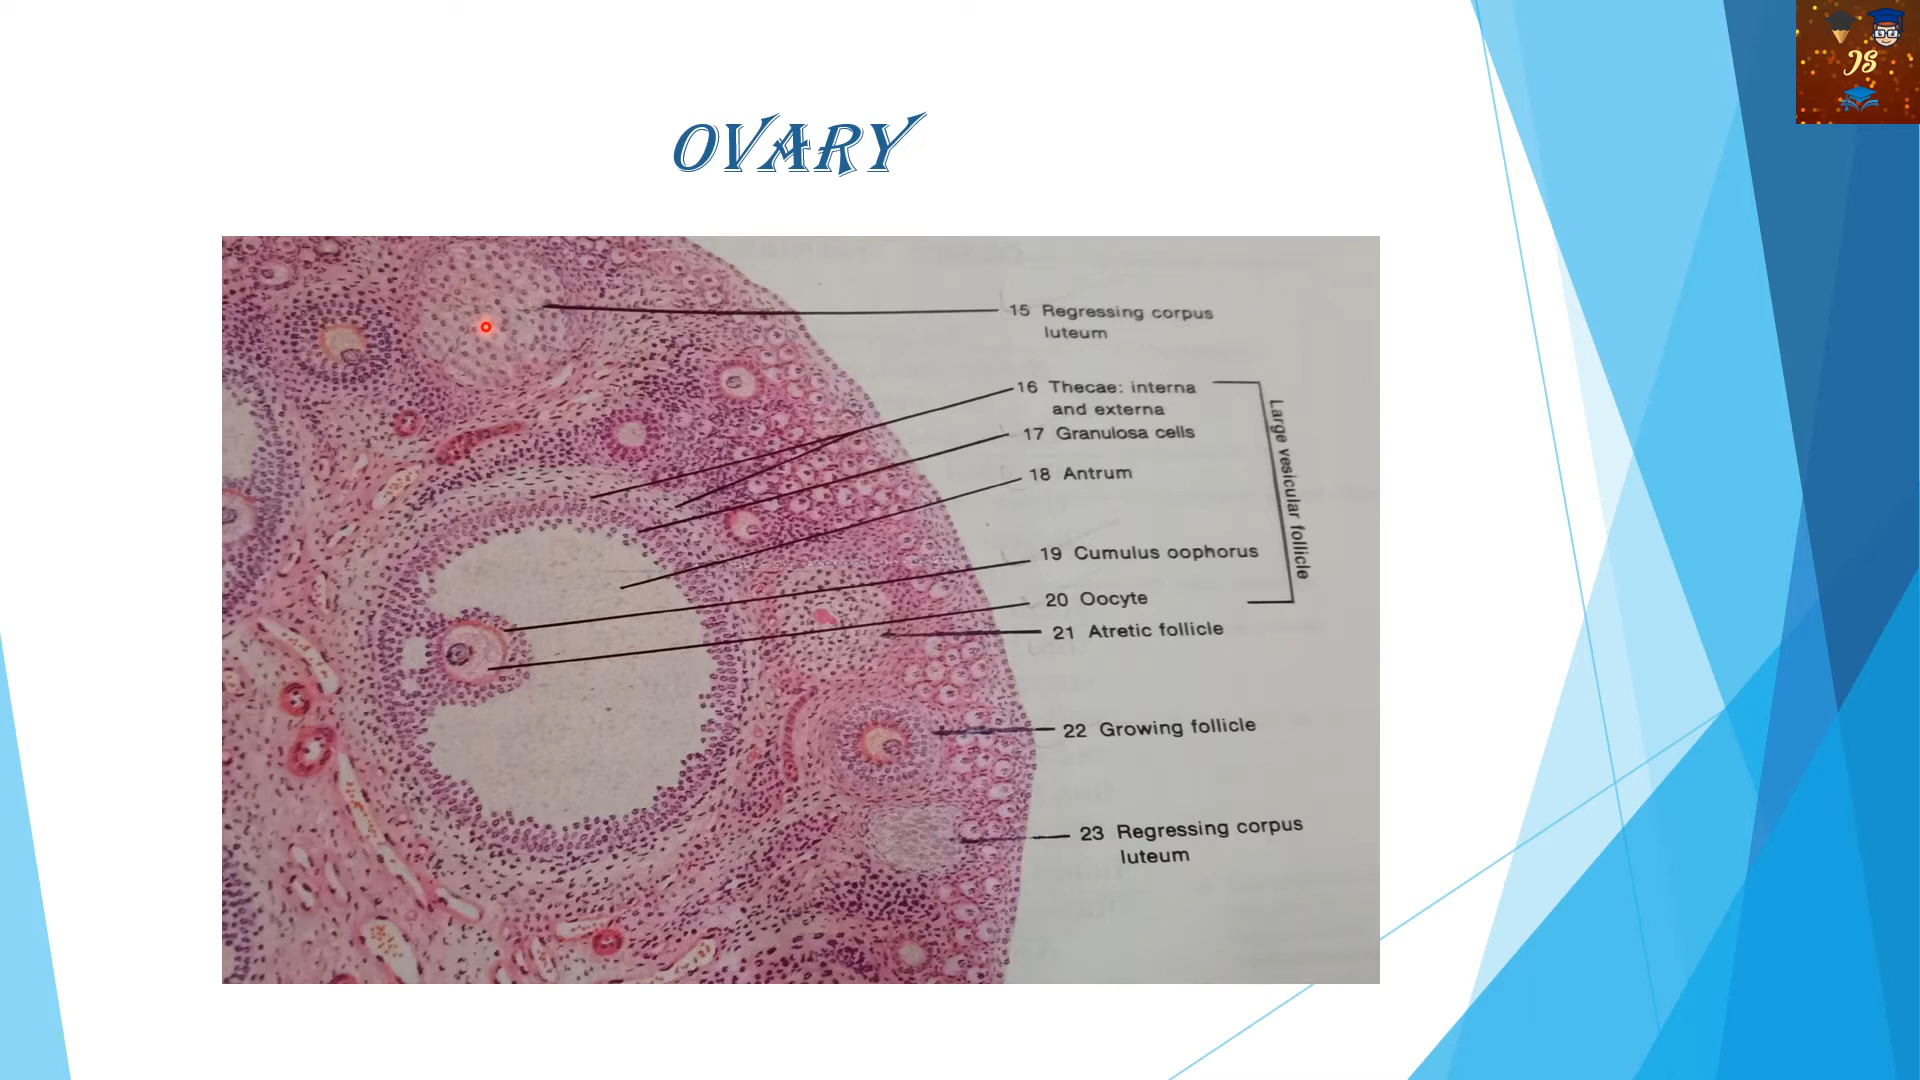 JS
OVARY
15 Regressing corpus
luteum
16 Thecae: interna
and externa
17 Granulosa cells
18 Antrum
19 Cumulus oophorus
20 Oocyte
Large vesicular follicle
21 Atretic follicle
22 Growing follicle
23 Regressing corpus
luteum